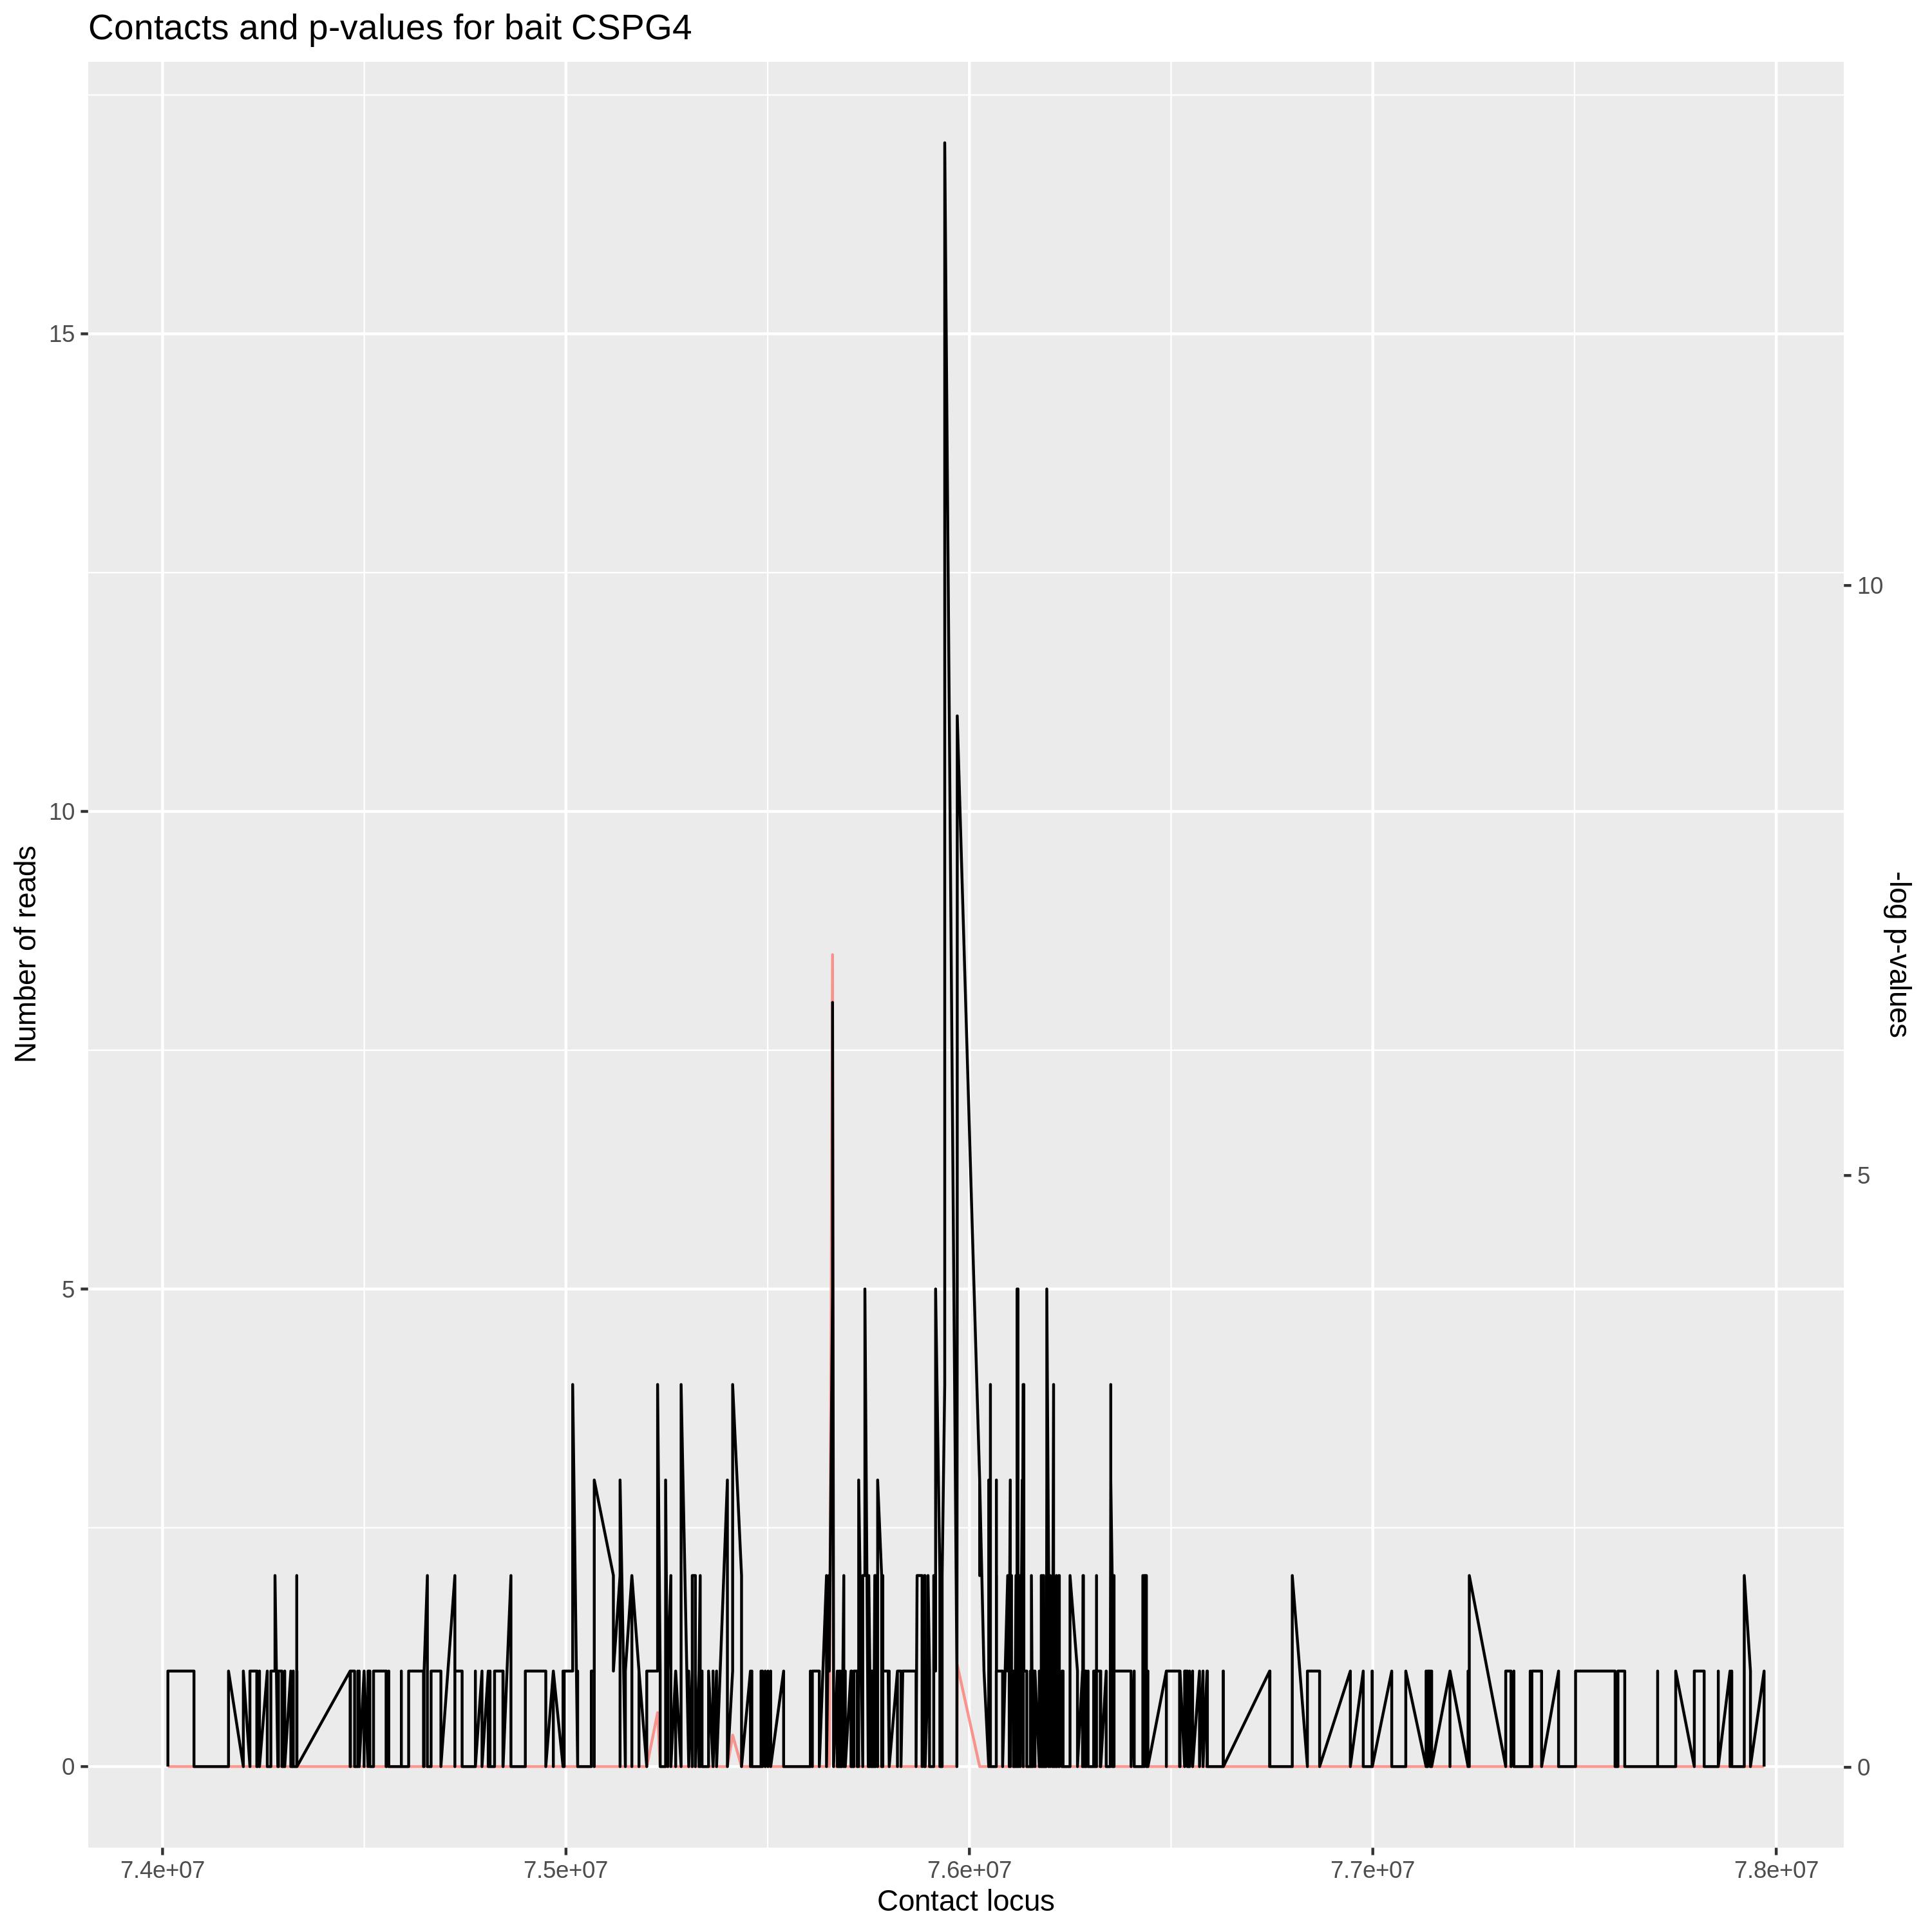 Contacts and p-values for bait CSPG4
Number of reads
15
10
5
0
10
5
0
-log p-values
7.4e+07 7.5e+07 7.6e+07 7.7e+07 7.8e+07
Contact locus